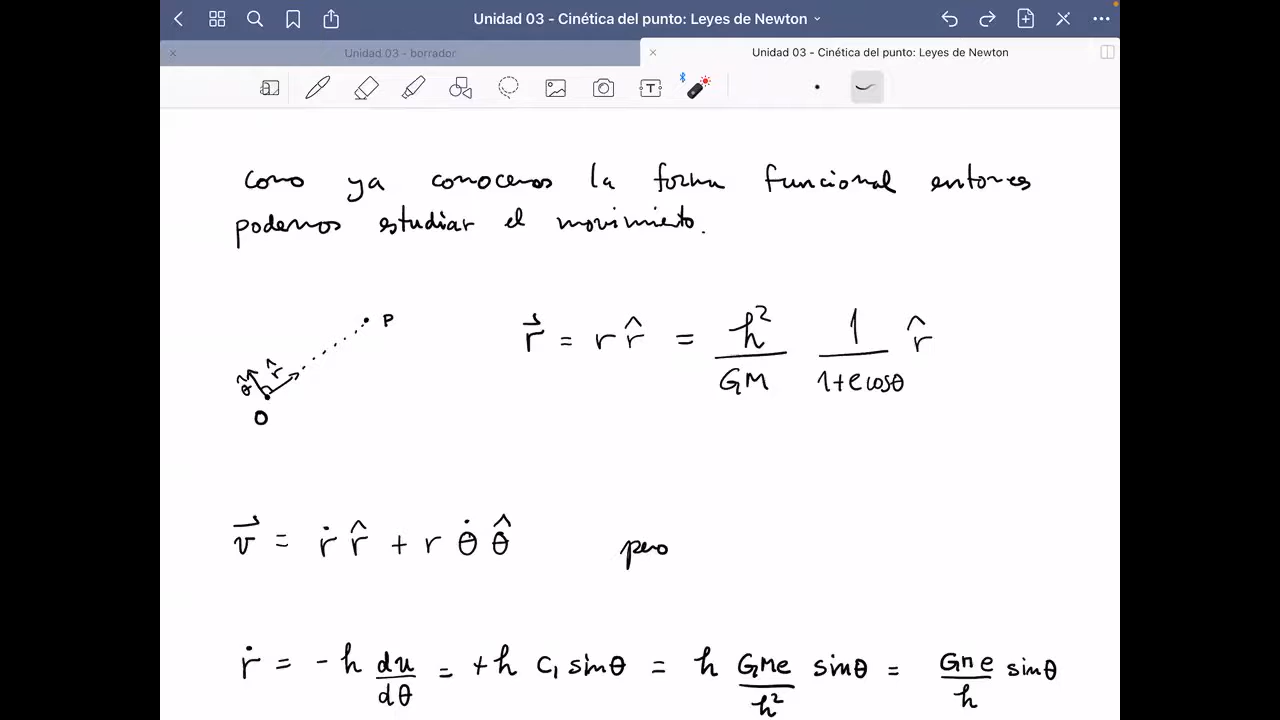 Unidad 03 - Cinética del punto: Leyes de Newton
Unidad 03 - borrador
Unidad 03 - Cinética del punto: Leyes de Newton
como ya conocemos la forma funcional entonces
podemos estudiar el movimiento.
P
r̂
θ̂
O
r⃗ = r r̂ = h²/GM 1/(1+e cosθ) r̂
v⃗ = ṙ r̂ + r θ̇ θ̂ pero
ṙ = -h du/dθ = +h C₁ sinθ = h GMe/h² sinθ = GMe/h sinθ